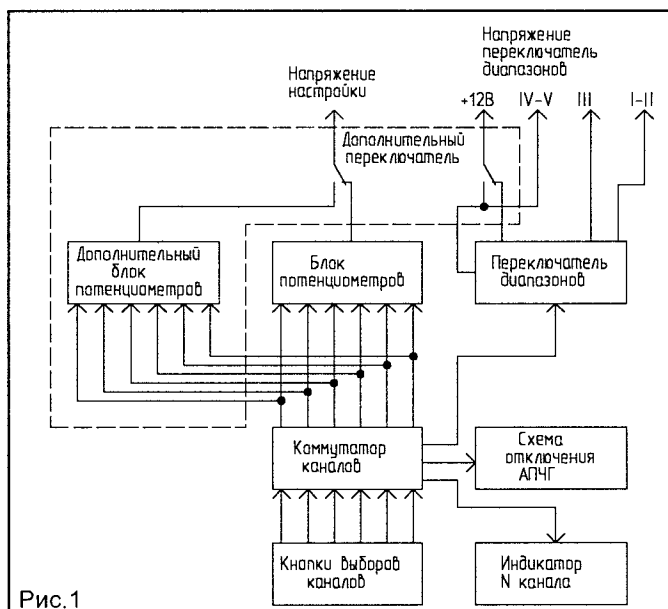 Напряжение
переключатель
диапазонов
Напряжение
настройки
+12В
IV-V
III
I-II
Дополнительный
переключатель
Дополнительный
блок
потенциометров
Блок
потенциометров
Переключатель
диапазонов
Коммутатор
каналов
Схема
отключения
АПЧГ
Кнопки выборов
каналов
Индикатор
N канала
Рис.1